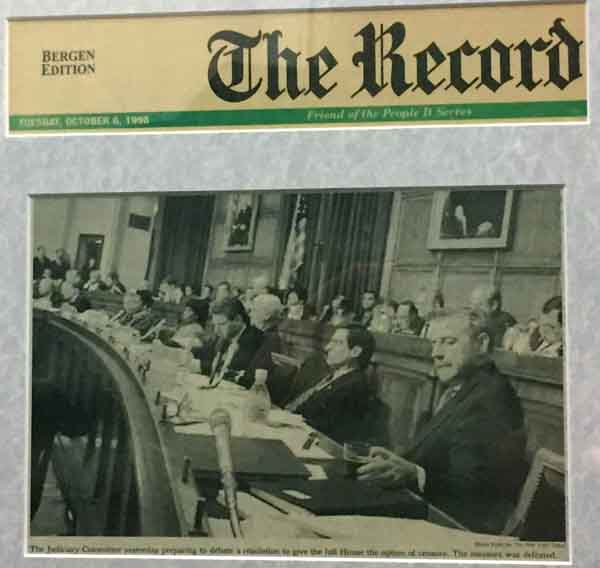 BERGEN
EDITION
The Record
TUESDAY, OCTOBER 6, 1998
Friend of the People It Serves
The Judiciary Committee yesterday preparing to debate a resolution to give the full House the option of censure. The measure was defeated.